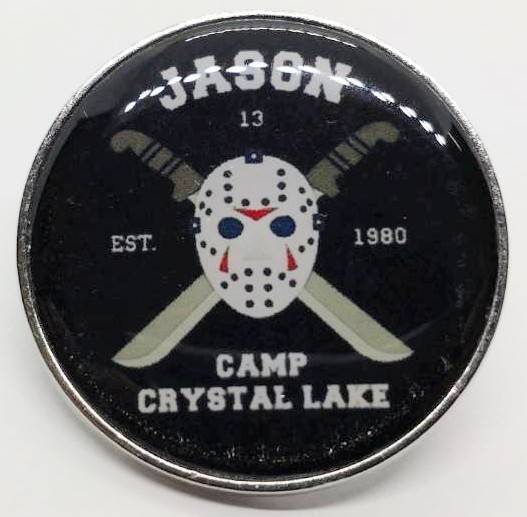 JASON
13
EST. 1980
CAMP
CRYSTAL LAKE